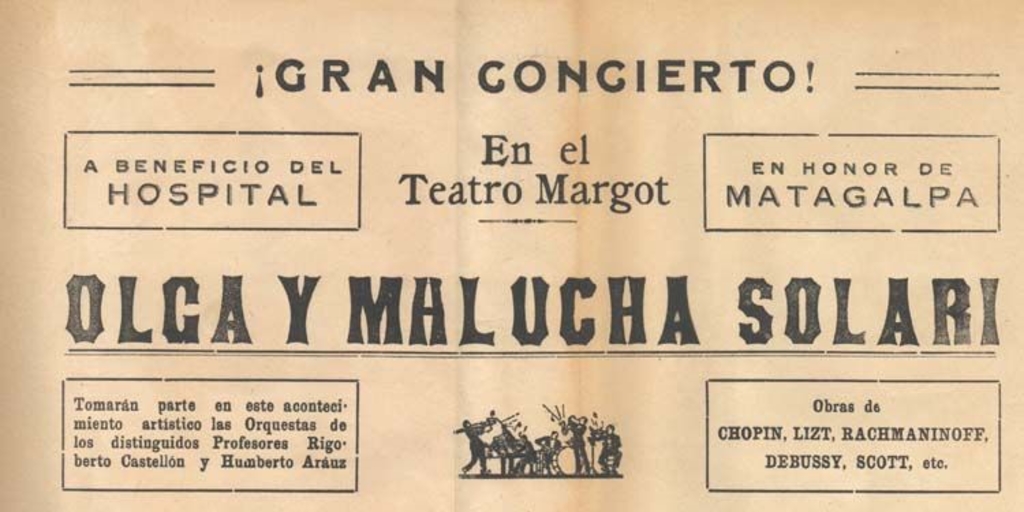 ¡GRAN CONCIERTO!
A BENEFICIO DEL
HOSPITAL
En el
Teatro Margot
EN HONOR DE
MATAGALPA
OLGA Y MALUCHA SOLARI
Tomarán parte en este aconteci-
miento artístico las Orquestas de
los distinguidos Profesores Rigo-
berto Castellón y Humberto Aráuz
Obras de
CHOPIN, LIZT, RACHMANINOFF,
DEBUSSY, SCOTT, etc.